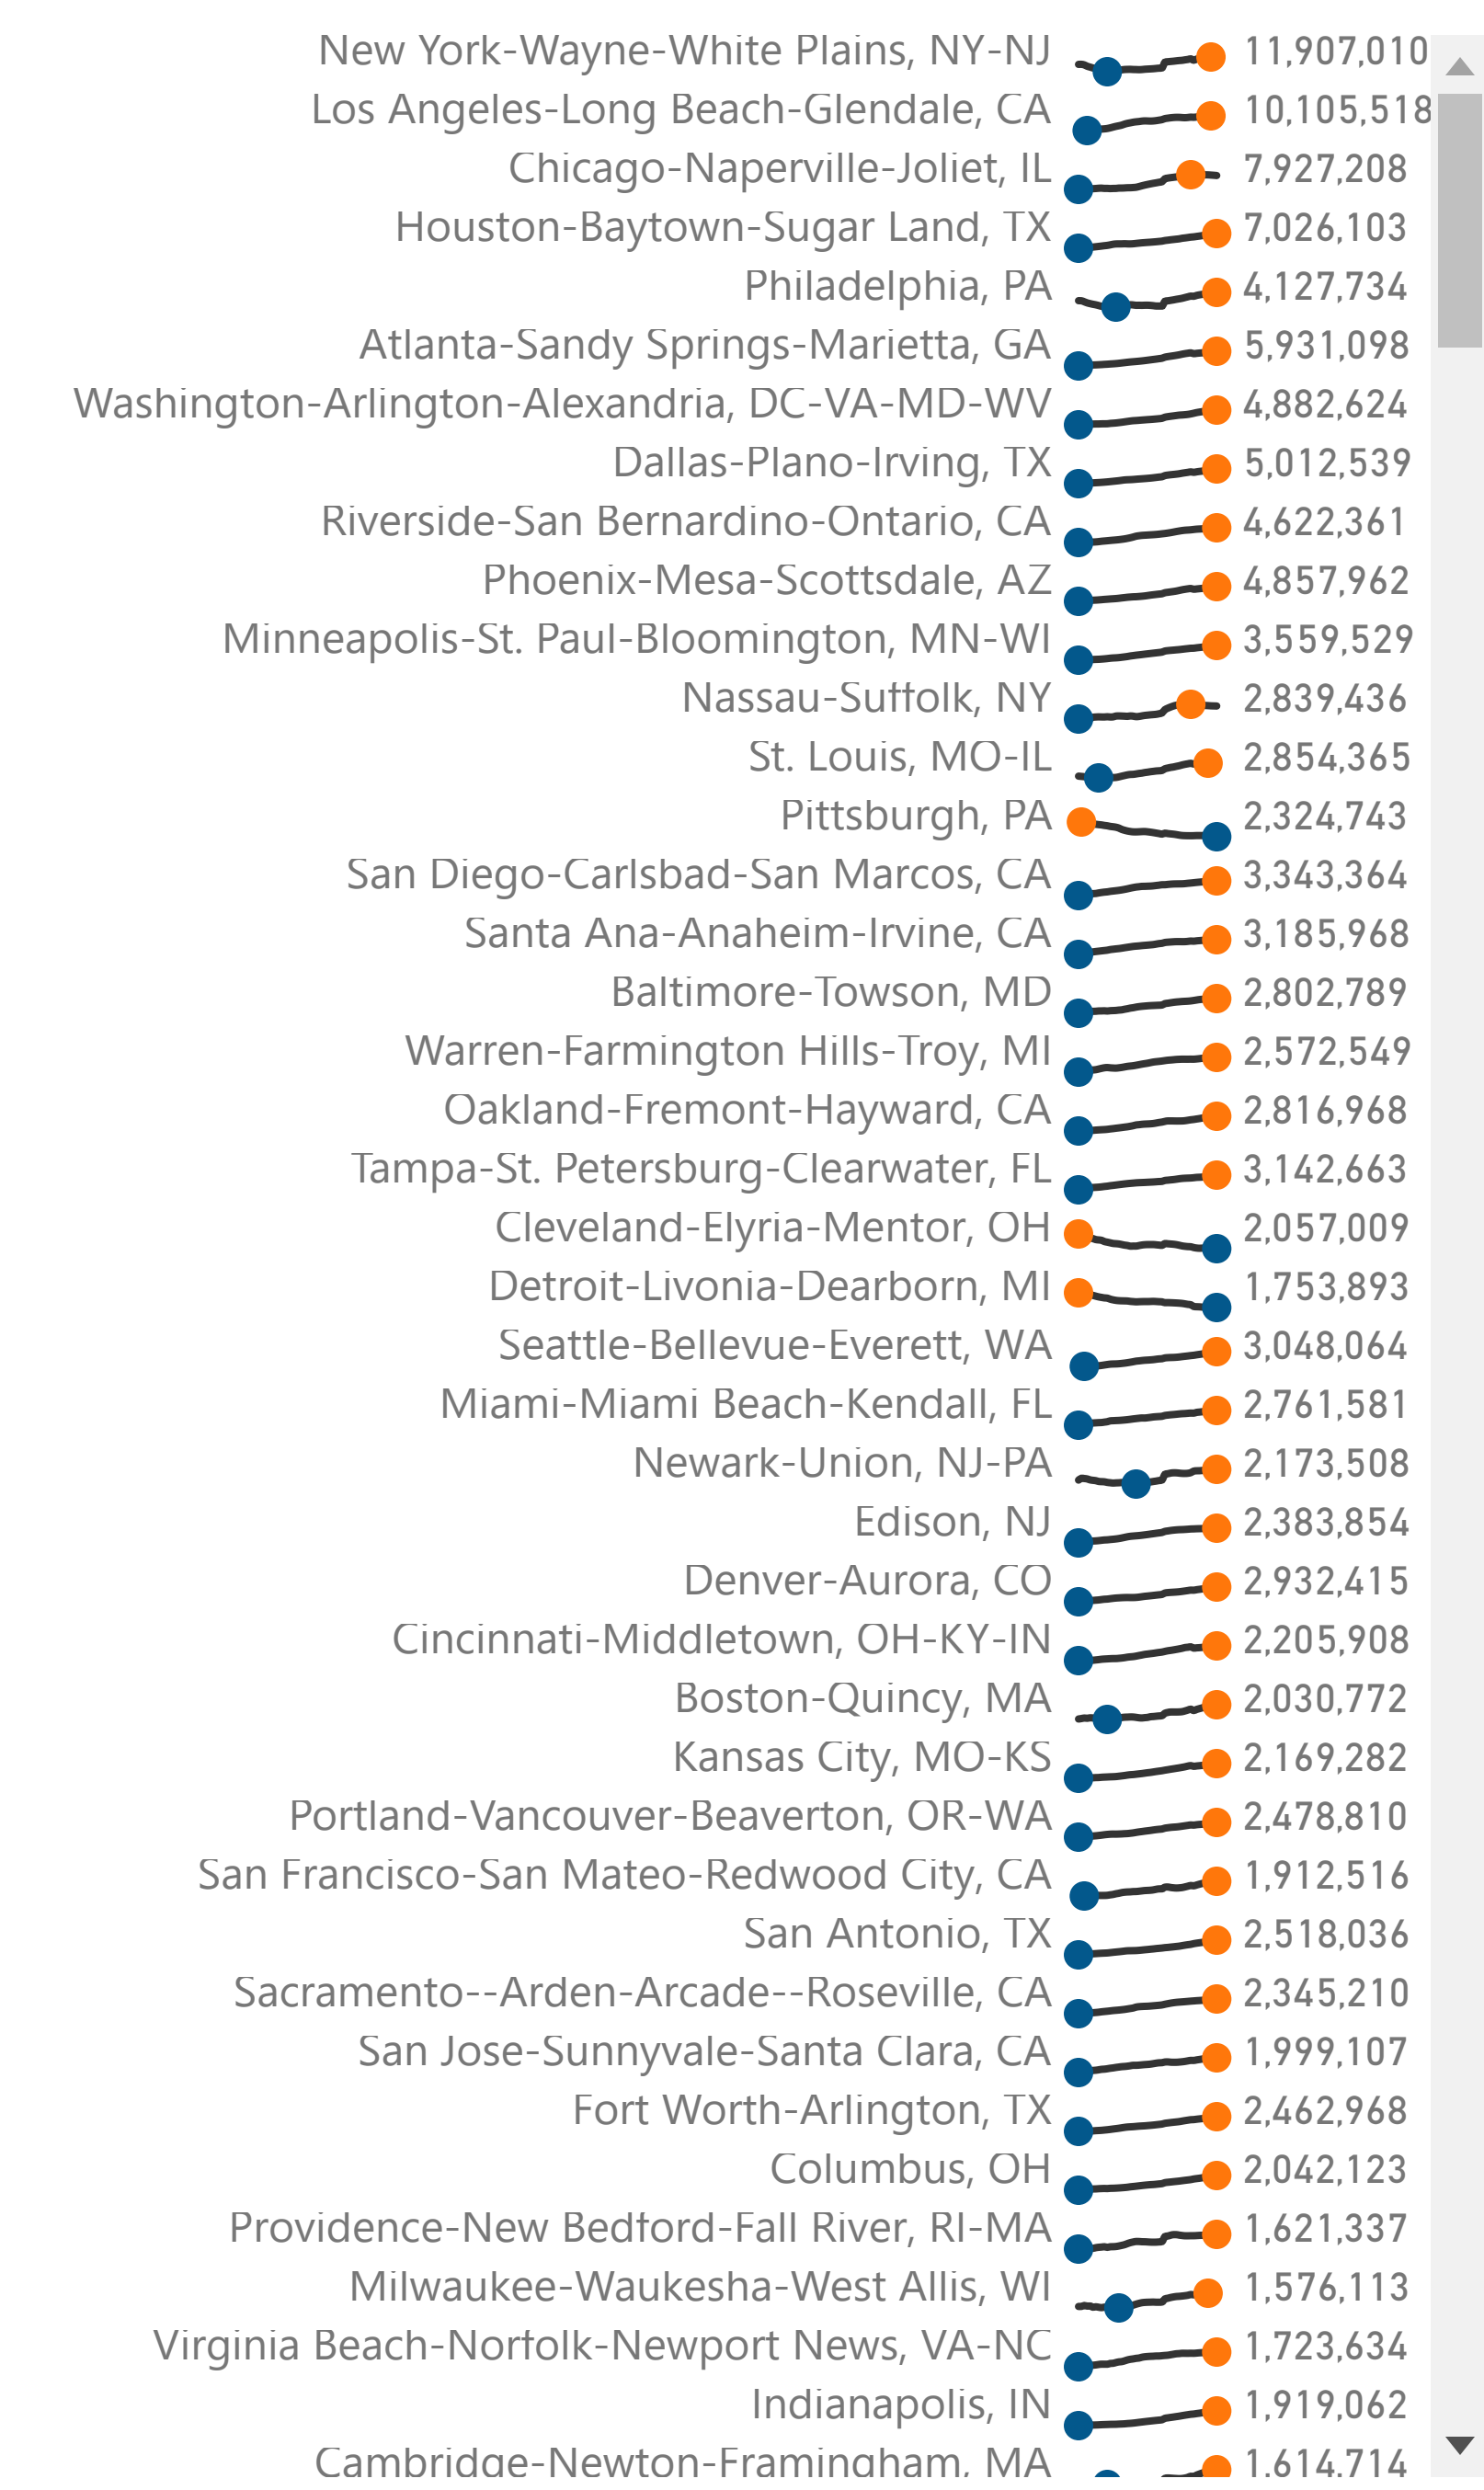 New York-Wayne-White Plains, NY-NJ 11,907,010
Los Angeles-Long Beach-Glendale, CA 10,105,518
Chicago-Naperville-Joliet, IL 7,927,208
Houston-Baytown-Sugar Land, TX 7,026,103
Philadelphia, PA 4,127,734
Atlanta-Sandy Springs-Marietta, GA 5,931,098
Washington-Arlington-Alexandria, DC-VA-MD-WV 4,882,624
Dallas-Plano-Irving, TX 5,012,539
Riverside-San Bernardino-Ontario, CA 4,622,361
Phoenix-Mesa-Scottsdale, AZ 4,857,962
Minneapolis-St. Paul-Bloomington, MN-WI 3,559,529
Nassau-Suffolk, NY 2,839,436
St. Louis, MO-IL 2,854,365
Pittsburgh, PA 2,324,743
San Diego-Carlsbad-San Marcos, CA 3,343,364
Santa Ana-Anaheim-Irvine, CA 3,185,968
Baltimore-Towson, MD 2,802,789
Warren-Farmington Hills-Troy, MI 2,572,549
Oakland-Fremont-Hayward, CA 2,816,968
Tampa-St. Petersburg-Clearwater, FL 3,142,663
Cleveland-Elyria-Mentor, OH 2,057,009
Detroit-Livonia-Dearborn, MI 1,753,893
Seattle-Bellevue-Everett, WA 3,048,064
Miami-Miami Beach-Kendall, FL 2,761,581
Newark-Union, NJ-PA 2,173,508
Edison, NJ 2,383,854
Denver-Aurora, CO 2,932,415
Cincinnati-Middletown, OH-KY-IN 2,205,908
Boston-Quincy, MA 2,030,772
Kansas City, MO-KS 2,169,282
Portland-Vancouver-Beaverton, OR-WA 2,478,810
San Francisco-San Mateo-Redwood City, CA 1,912,516
San Antonio, TX 2,518,036
Sacramento--Arden-Arcade--Roseville, CA 2,345,210
San Jose-Sunnyvale-Santa Clara, CA 1,999,107
Fort Worth-Arlington, TX 2,462,968
Columbus, OH 2,042,123
Providence-New Bedford-Fall River, RI-MA 1,621,337
Milwaukee-Waukesha-West Allis, WI 1,576,113
Virginia Beach-Norfolk-Newport News, VA-NC 1,723,634
Indianapolis, IN 1,919,062
Cambridge-Newton-Framingham, MA 1,614,714